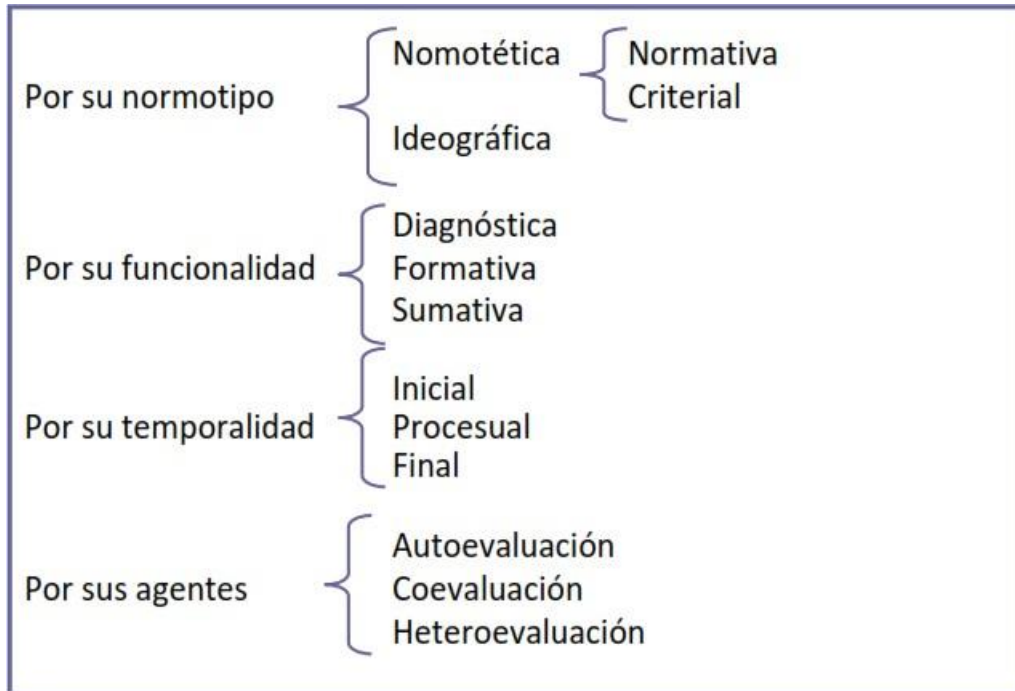 Por su normotipo
Nomotética
Normativa
Criterial
Ideográfica
Por su funcionalidad
Diagnóstica
Formativa
Sumativa
Por su temporalidad
Inicial
Procesual
Final
Por sus agentes
Autoevaluación
Coevaluación
Heteroevaluación